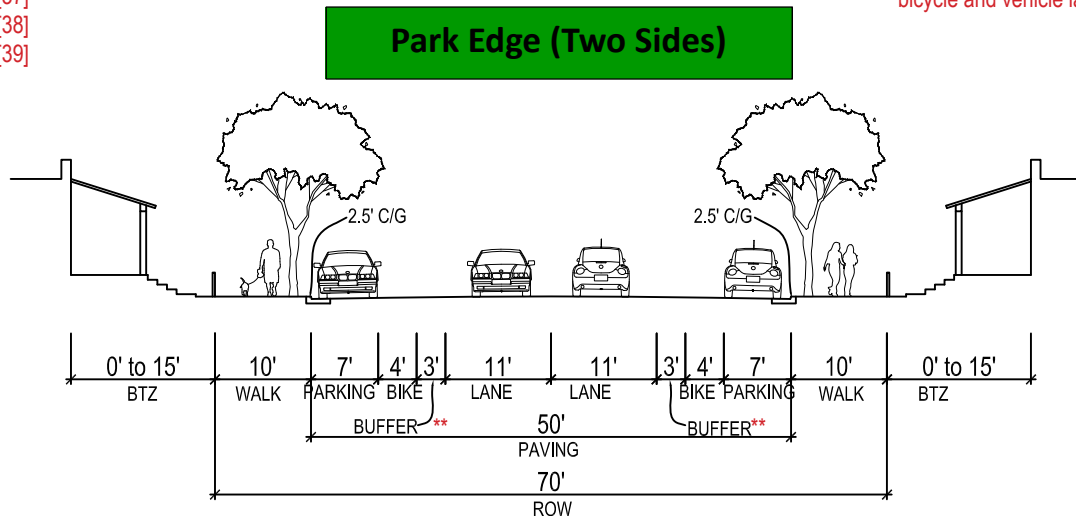 [37]
[38]
[39]
bicycle and vehicle la
Park Edge (Two Sides)
2.5' C/G 2.5' C/G
0' to 15' 10' 7' 4' 3' 11' 11' 3' 4' 7' 10' 0' to 15'
BTZ WALK PARKING BIKE LANE LANE BIKE PARKING WALK BTZ
BUFFER ** 50' BUFFER**
PAVING
70'
ROW